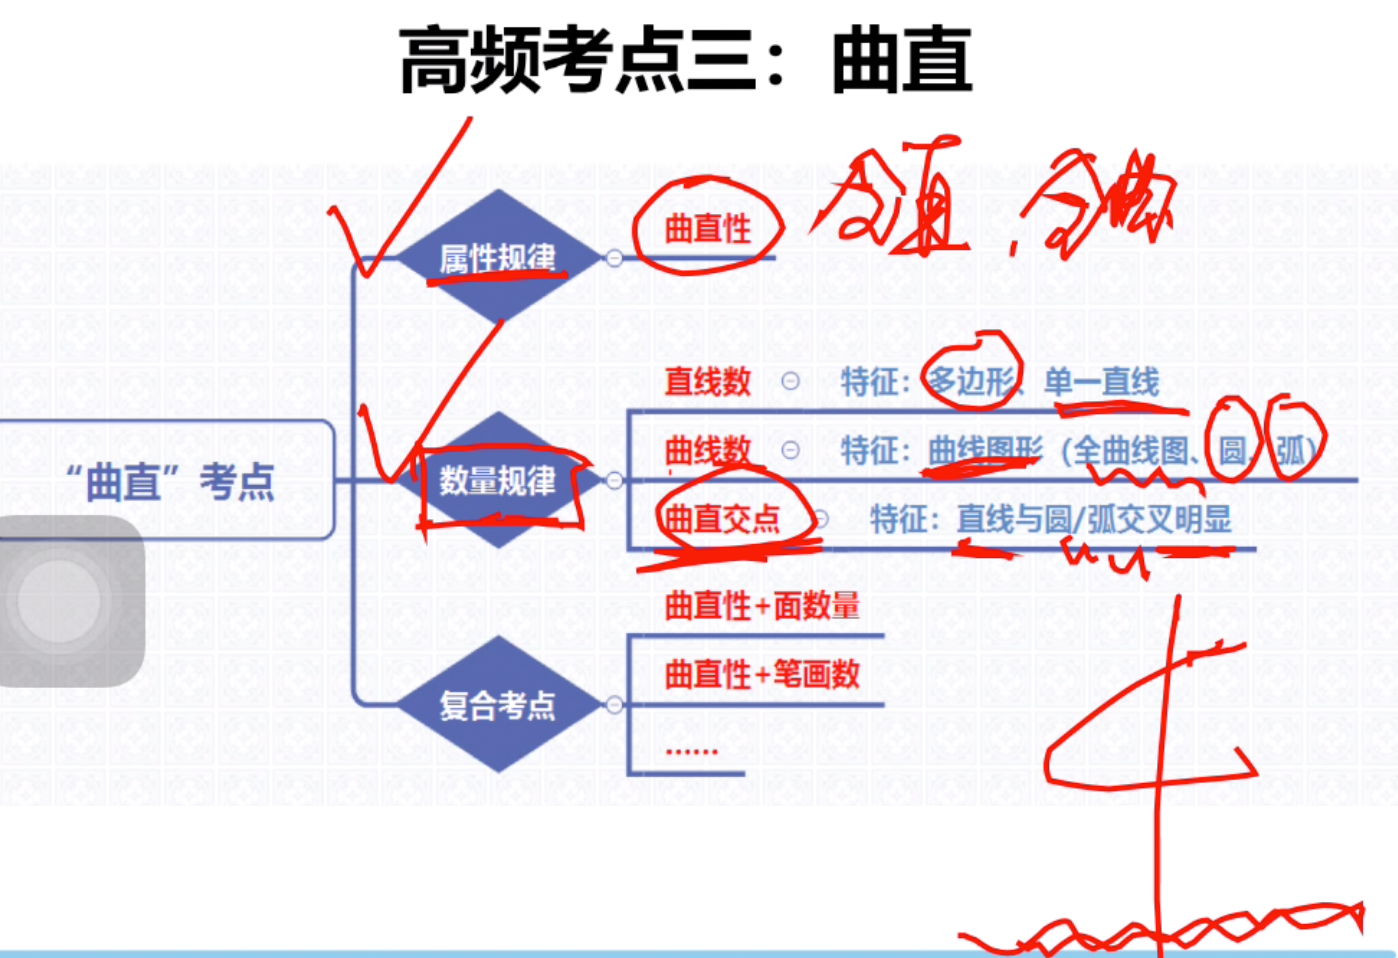 高频考点三：曲直
属性规律
曲直性
直线数
特征：多边形、单一直线
曲线数
特征：曲线图形（全曲线图、圆、弧）
“曲直”考点
数量规律
曲直交点
特征：直线与圆/弧交叉明显
曲直性+面数量
曲直性+笔画数
复合考点
……